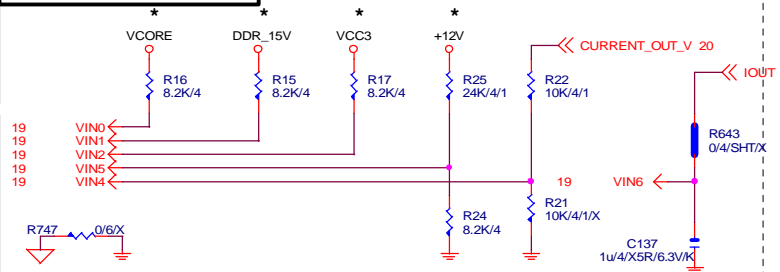 * * * *
VCORE DDR_15V VCC3 +12V
CURRENT_OUT_V 20
IOUT
R16 R15 R17 R25 R22
8.2K/4 8.2K/4 8.2K/4 24K/4/1 10K/4/1
19 VIN0
19 VIN1
19 VIN2
19 VIN5
19 VIN4
R643
0/4/SHT/X
19 VIN6
R24 R21
8.2K/4 10K/4/1/X
R747 0/6/X
C137
1u/4/X5R/6.3V/K